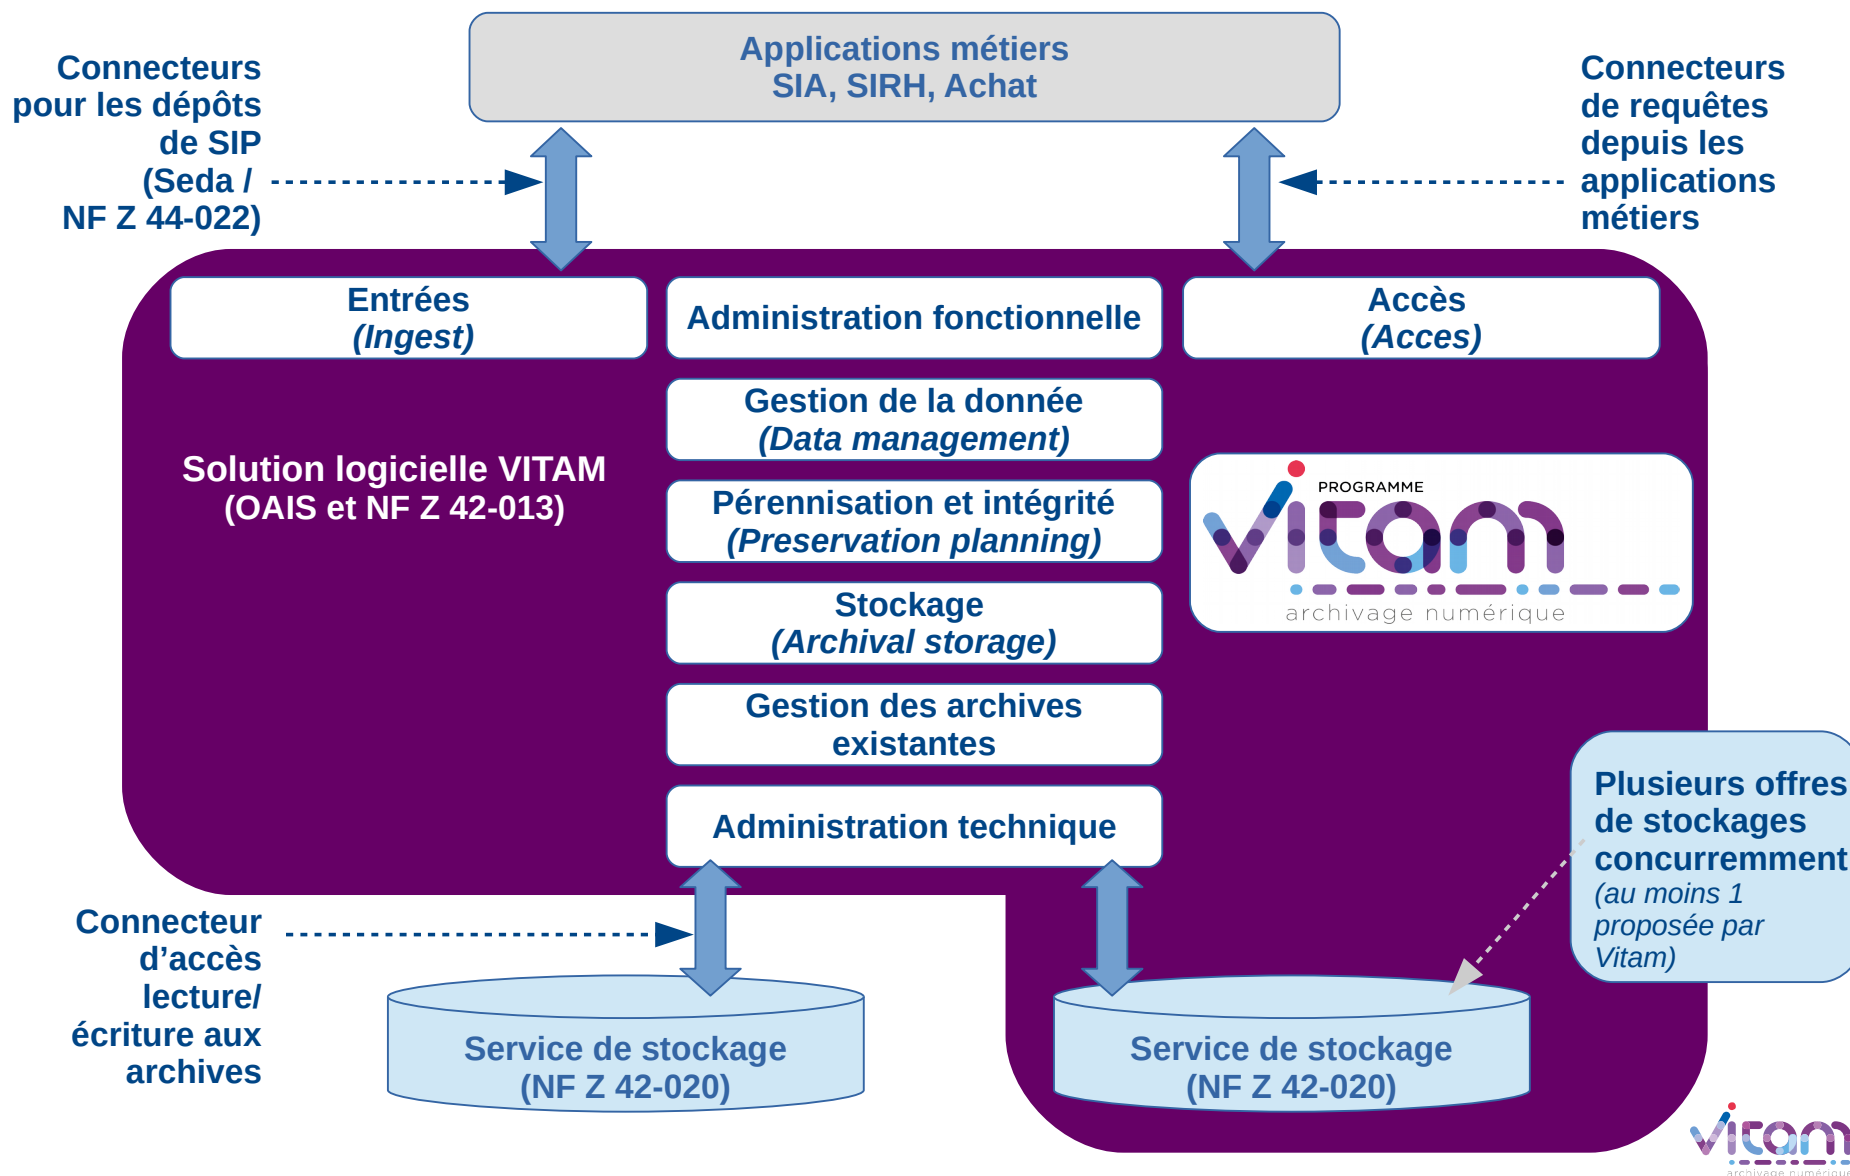 Applications métiers
SIA, SIRH, Achat
Connecteurs
pour les dépôts
de SIP
(Seda /
NF Z 44-022)
Connecteurs
de requêtes
depuis les
applications
métiers
Entrées
(Ingest)
Administration fonctionnelle
Accès
(Acces)
Gestion de la donnée
(Data management)
Solution logicielle VITAM
(OAIS et NF Z 42-013)
Pérennisation et intégrité
(Preservation planning)
PROGRAMME
vitam
archivage numérique
Stockage
(Archival storage)
Gestion des archives
existantes
Administration technique
Plusieurs offres
de stockages
concurremment
(au moins 1
proposée par
Vitam)
Connecteur
d’accès
lecture/
écriture aux
archives
Service de stockage
(NF Z 42-020)
Service de stockage
(NF Z 42-020)
vitam
archivage numérique